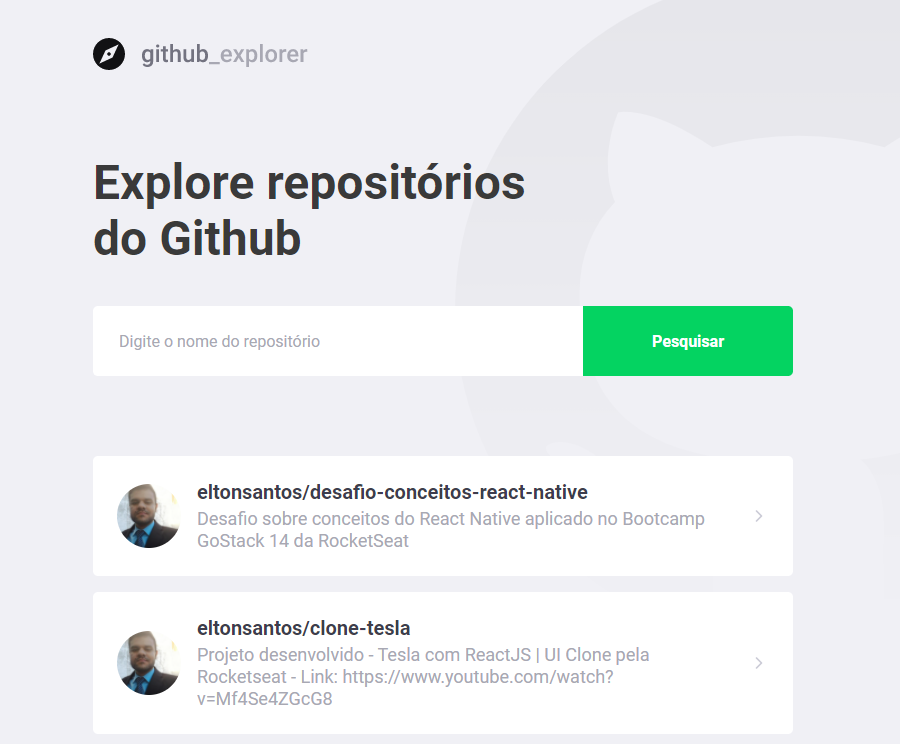 github_explorer
Explore repositórios
do Github
Digite o nome do repositório
Pesquisar
eltonsantos/desafio-conceitos-react-native
Desafio sobre conceitos do React Native aplicado no Bootcamp
GoStack 14 da RocketSeat
eltonsantos/clone-tesla
Projeto desenvolvido - Tesla com ReactJS | UI Clone pela
Rocketseat - Link: https://www.youtube.com/watch?
v=Mf4Se4ZGcG8